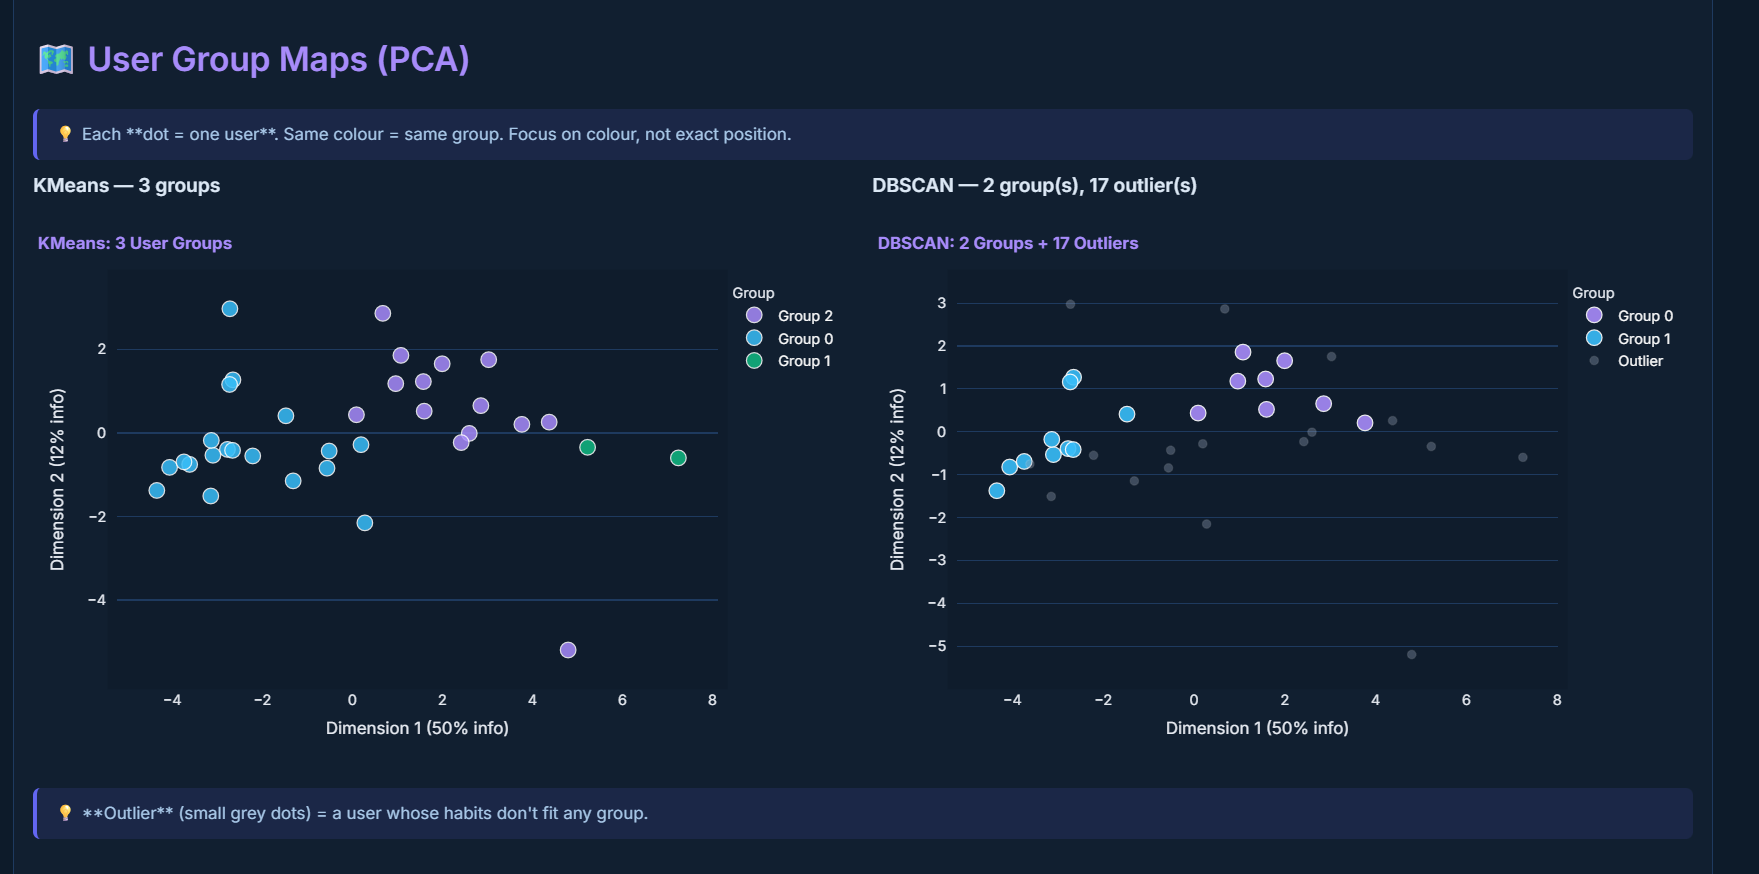 User Group Maps (PCA)
Each **dot = one user**. Same colour = same group. Focus on colour, not exact position.
KMeans — 3 groups
KMeans: 3 User Groups
Dimension 2 (12% info)
2
0
−2
−4
−4 −2 0 2 4 6 8
Dimension 1 (50% info)
Group
Group 2
Group 0
Group 1
DBSCAN — 2 group(s), 17 outlier(s)
DBSCAN: 2 Groups + 17 Outliers
Dimension 2 (12% info)
3
2
1
0
−1
−2
−3
−4
−5
−4 −2 0 2 4 6 8
Dimension 1 (50% info)
Group
Group 0
Group 1
Outlier
**Outlier** (small grey dots) = a user whose habits don't fit any group.